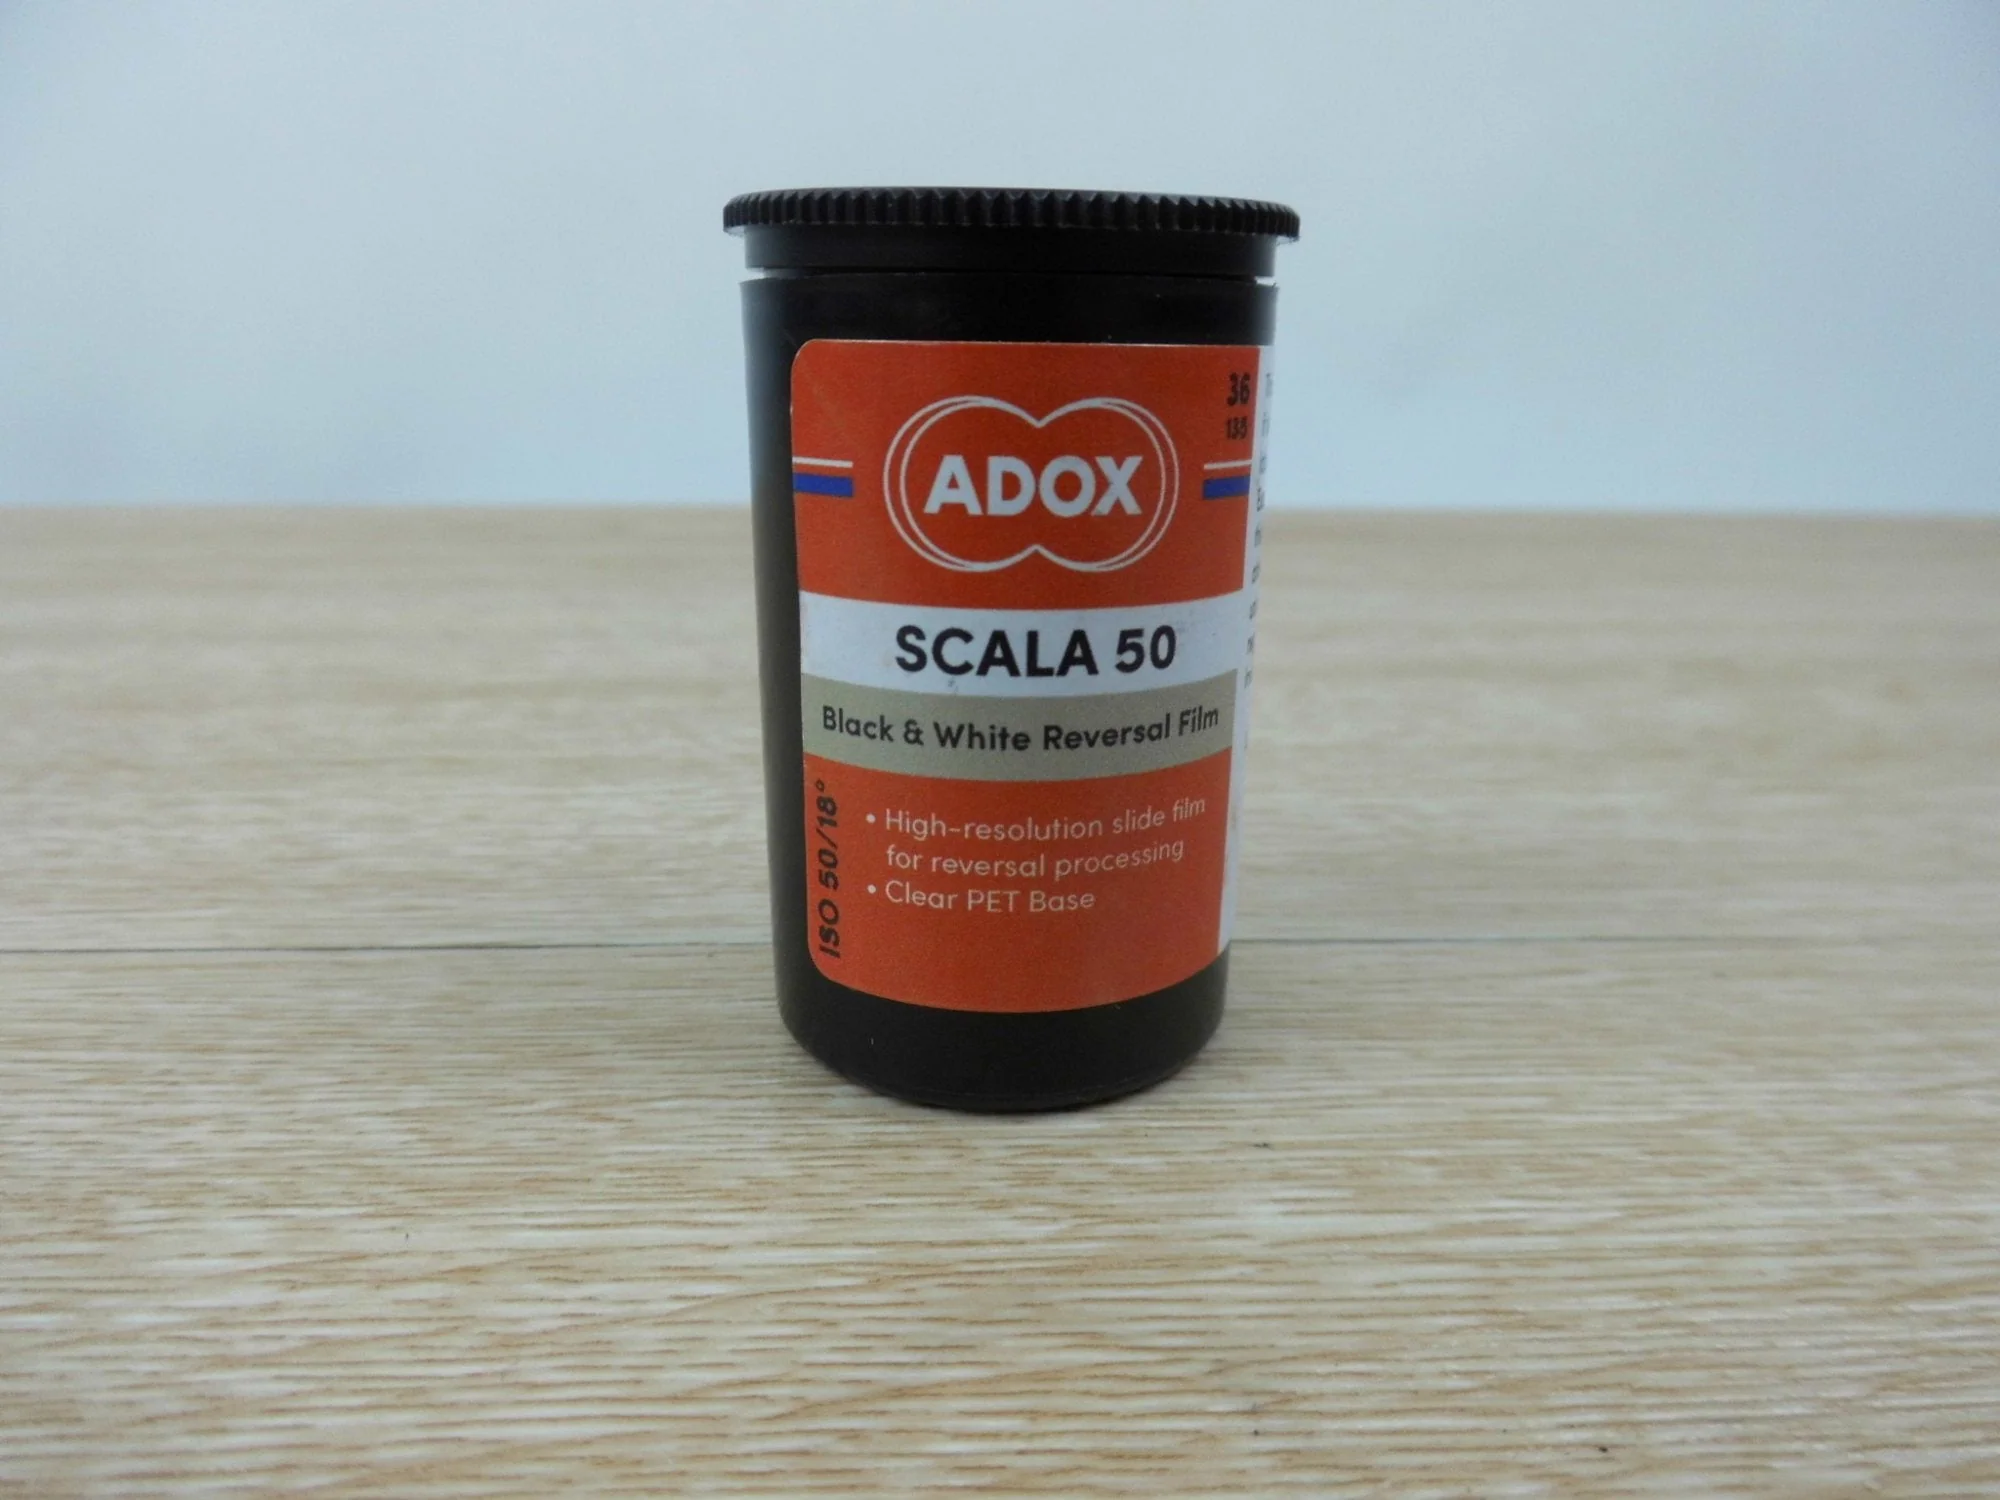 36
135
ADOX
SCALA 50
Black & White Reversal Film
ISO 50/18°
• High-resolution slide film
for reversal processing
• Clear PET Base